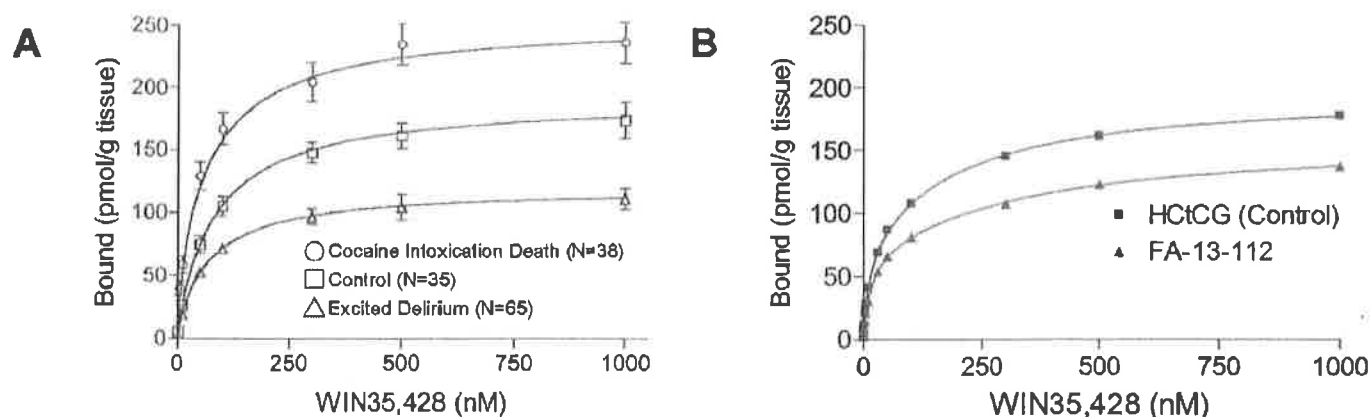 A
Bound (pmol/g tissue)
250
200
150
100
50
0
Cocaine Intoxication Death (N=38)
Control (N=35)
Excited Delirium (N=65)
0 250 500 750 1000
WIN35,428 (nM)
B
Bound (pmol/g tissue)
250
200
150
100
50
0
HCtCG (Control)
FA-13-112
0 250 500 750 1000
WIN35,428 (nM)